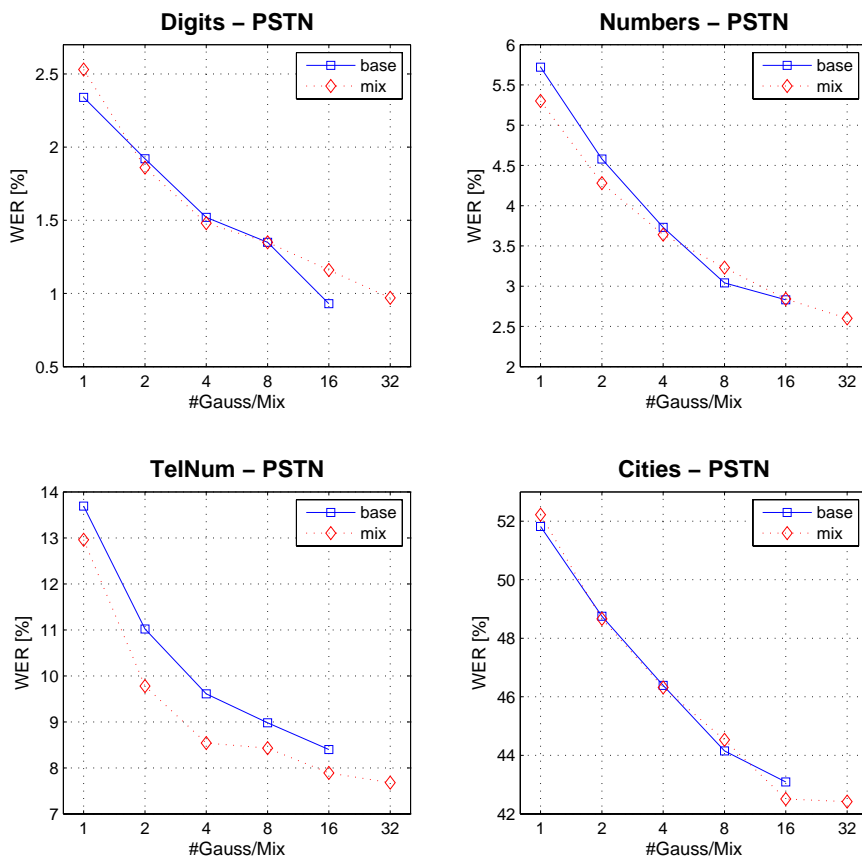 Digits – PSTN
base
mix
WER [%]
2.5
2
1.5
1
0.5
1 2 4 8 16 32
#Gauss/Mix
Numbers – PSTN
base
mix
WER [%]
6
5.5
5
4.5
4
3.5
3
2.5
2
1 2 4 8 16 32
#Gauss/Mix
TelNum – PSTN
base
mix
WER [%]
14
13
12
11
10
9
8
7
1 2 4 8 16 32
#Gauss/Mix
Cities – PSTN
base
mix
WER [%]
52
50
48
46
44
42
1 2 4 8 16 32
#Gauss/Mix